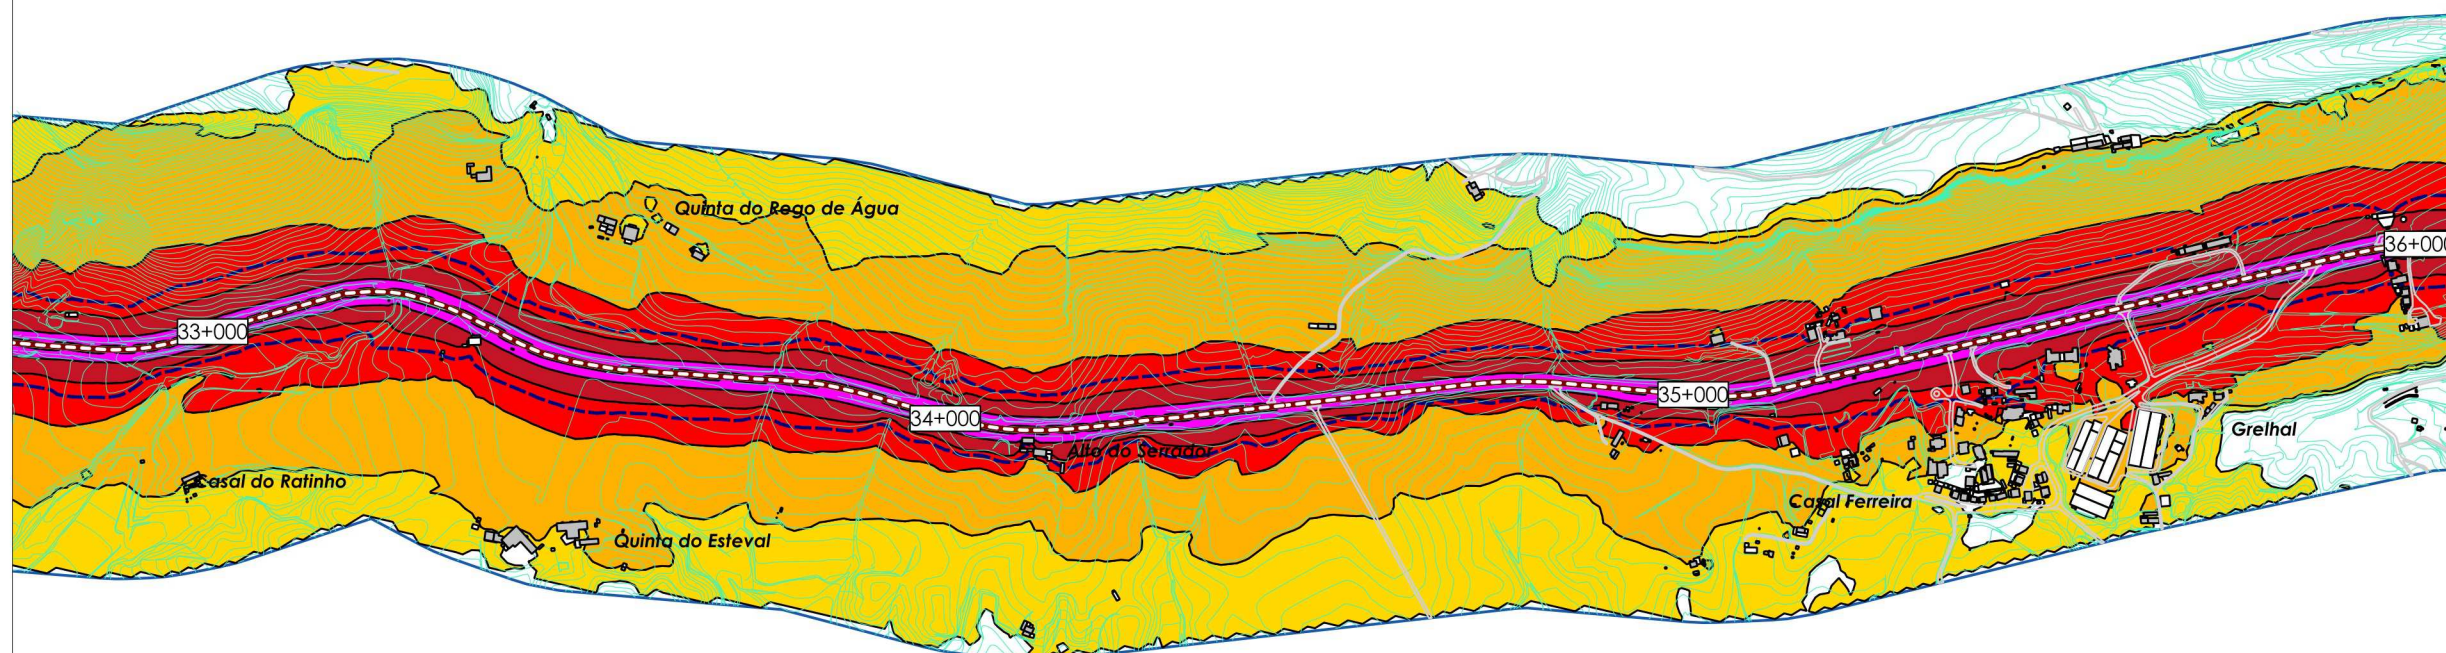 Quinta do Rego de Água
36+000
33+000
35+000
34+000
Grelhal
Alto do Serrador
Casal do Ratinho
Casal Ferreira
Quinta do Esteval